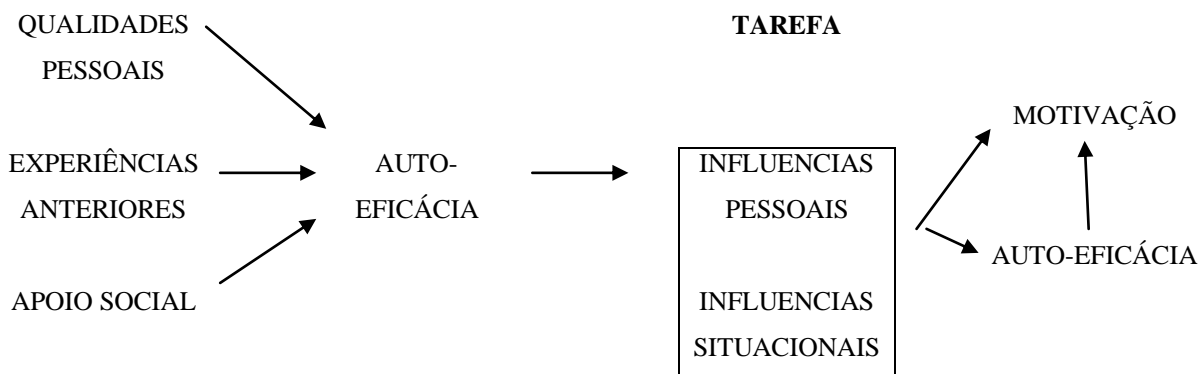 QUALIDADES
PESSOAIS
EXPERIÊNCIAS
ANTERIORES
APOIO SOCIAL
AUTO-
EFICÁCIA
TAREFA
INFLUENCIAS
PESSOAIS
INFLUENCIAS
SITUACIONAIS
MOTIVAÇÃO
AUTO-EFICÁCIA